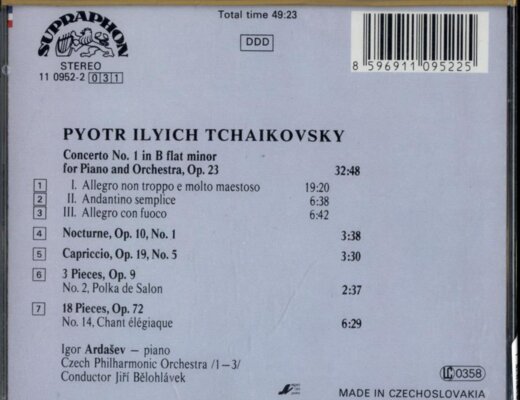 Total time 49:23
SUPRAPHON
STEREO
11 0952-2 031
DDD
8 596911 095225
PYOTR ILYICH TCHAIKOVSKY
Concerto No. 1 in B flat minor
for Piano and Orchestra, Op. 23 32:48
1 I. Allegro non troppo e molto maestoso 19:20
2 II. Andantino semplice 6:38
3 III. Allegro con fuoco 6:42
4 Nocturne, Op. 10, No. 1 3:38
5 Capriccio, Op. 19, No. 5 3:30
6 3 Pieces, Op. 9
No. 2, Polka de Salon 2:37
7 18 Pieces, Op. 72
No. 14, Chant élégiaque 6:29
Igor Ardašev – piano
Czech Philharmonic Orchestra /1–3/
Conductor Jiří Bělohlávek
LC 0358
MADE IN CZECHOSLOVAKIA